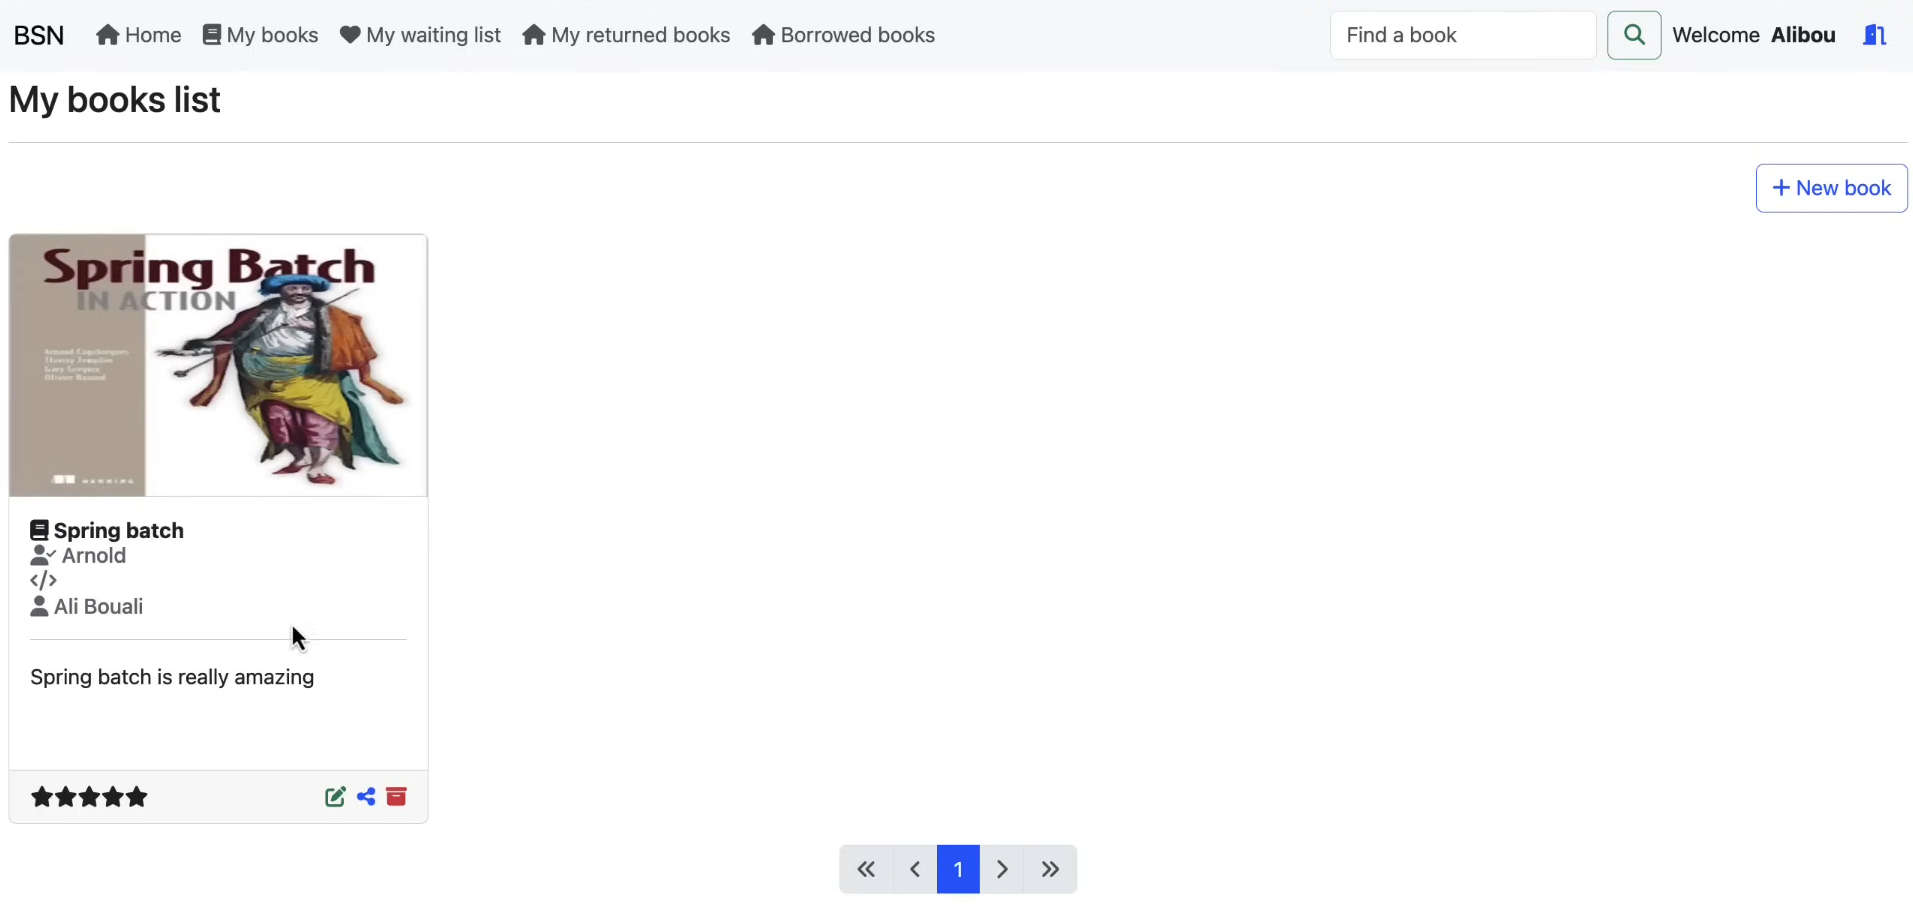 BSN Home My books My waiting list My returned books Borrowed books Find a book Welcome Alibou
My books list
+ New book
Spring Batch
IN ACTION
MANNING
Spring batch
Arnold
</>
Ali Bouali
Spring batch is really amazing
« ‹ 1 › »